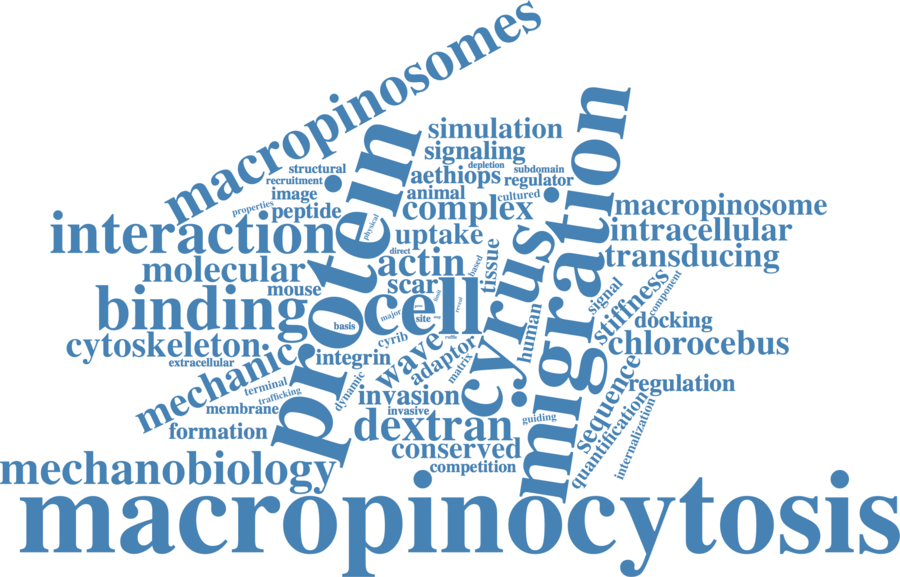 macropinosomes
protein
migration
simulation
signaling
depletion
structural
subdomain
recruitment
aethiops
regulator
image
animal
cultured
properties
peptide
complex
macropinosome
interaction
physical
uptake
intracellular
direct
tissue
cyrus
transducing
molecular
actin
based
mouse
scar
signal
stiffness
component
binding
cell
major
site
reveal
basis
docking
cytoskeleton
cyrib
ruffle
human
chlorocebus
extracellular
integrin
wave
adaptor
matrix
mechanic
terminal
trafficking
dynamic
sequence
regulation
membrane
invasion
invasive
quantification
formation
dextran
guiding
internalization
conserved
competition
mechanobiology
macropinocytosis